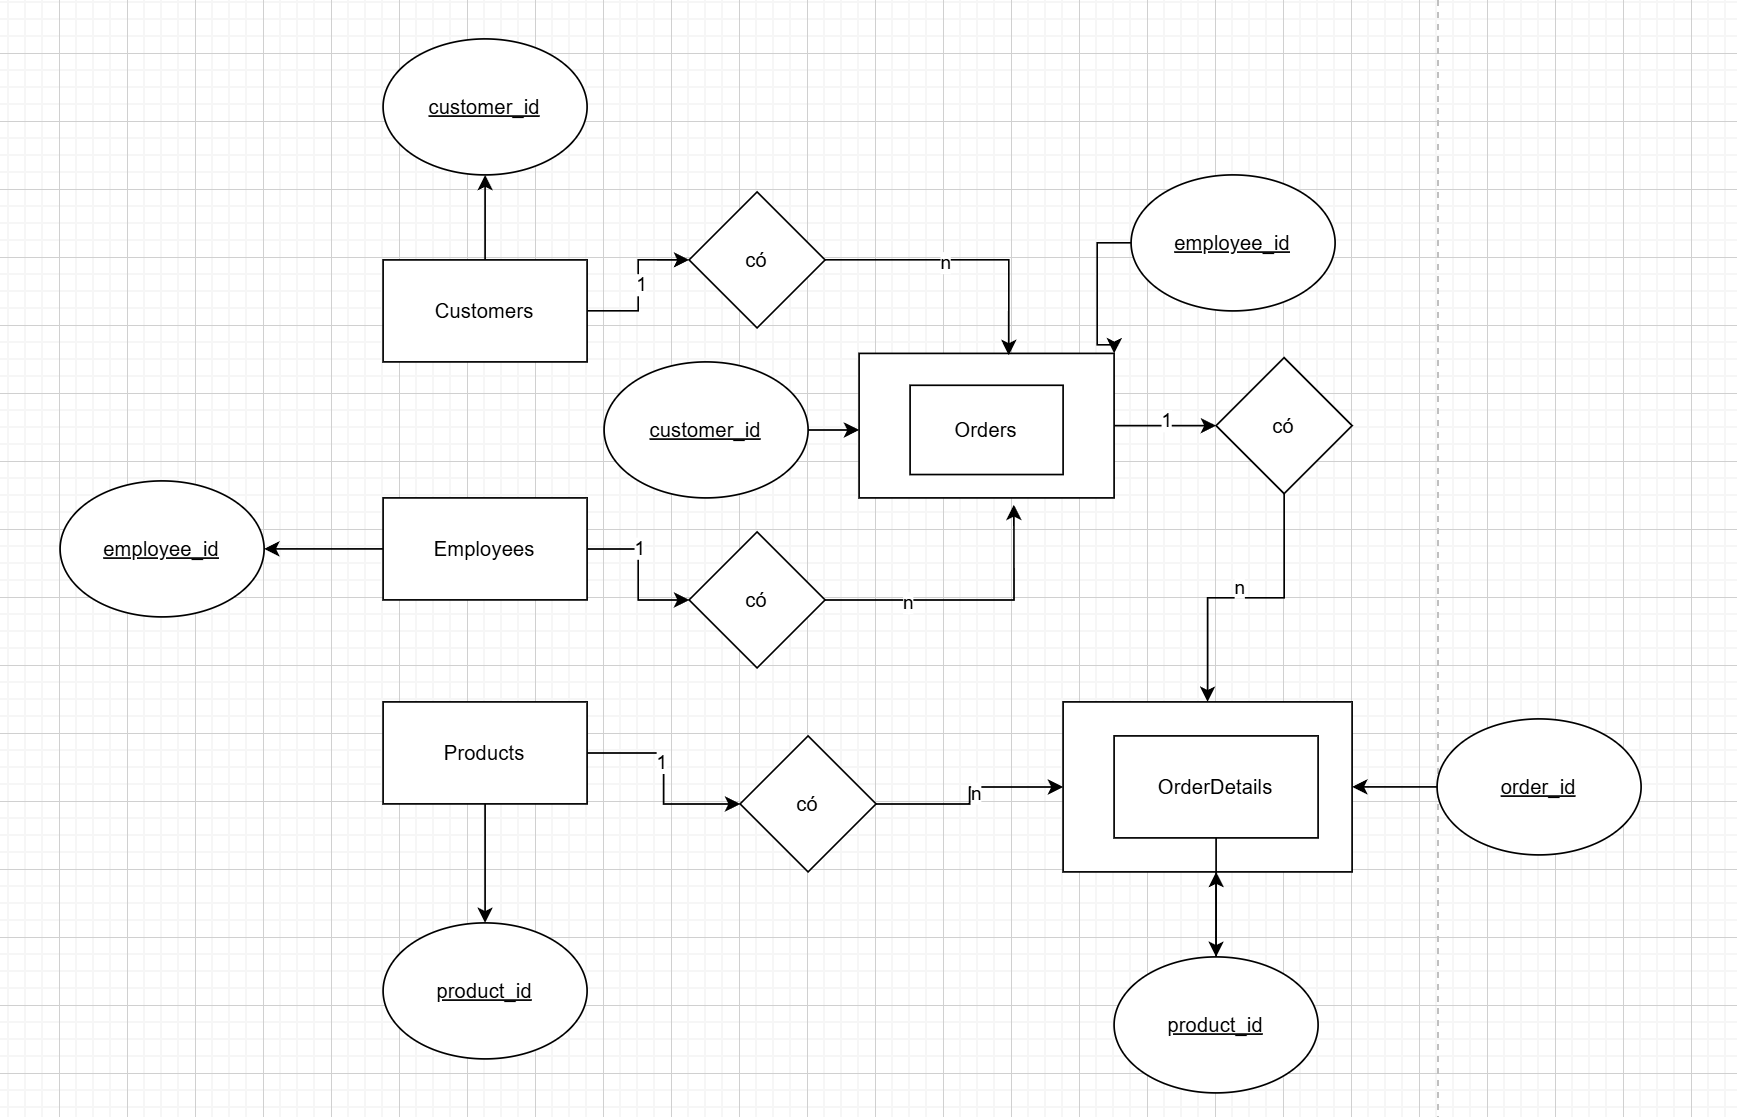 customer_id
employee_id
có
n
1
Customers
customer_id
Orders
1
có
employee_id
Employees
1
có
n
n
Products
1
có
n
OrderDetails
order_id
product_id
product_id